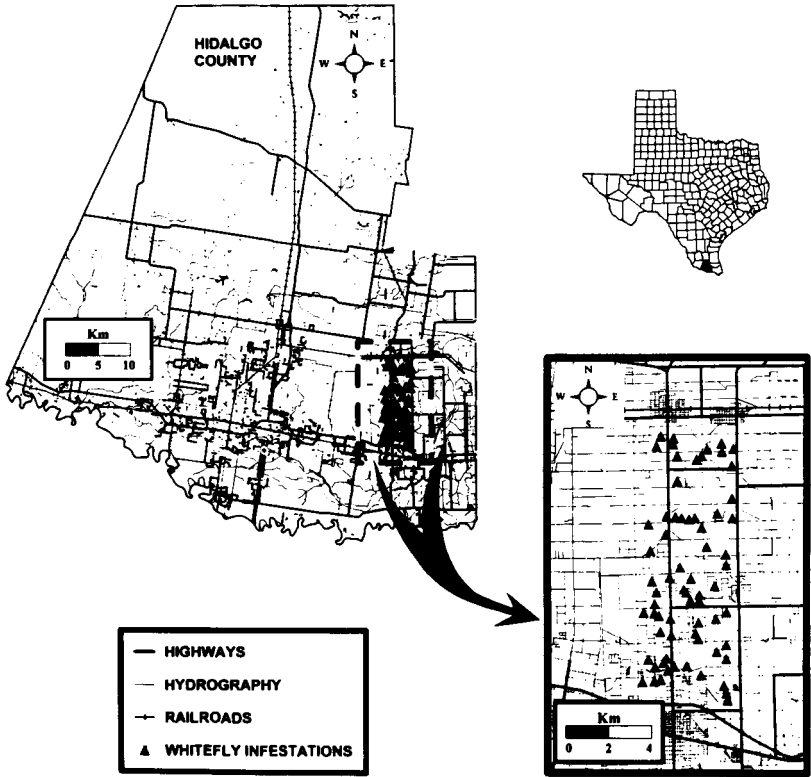 HIDALGO
COUNTY
N
W E
S
Km
0 5 10
N
W E
S
Km
0 2 4
HIGHWAYS
HYDROGRAPHY
RAILROADS
WHITEFLY INFESTATIONS